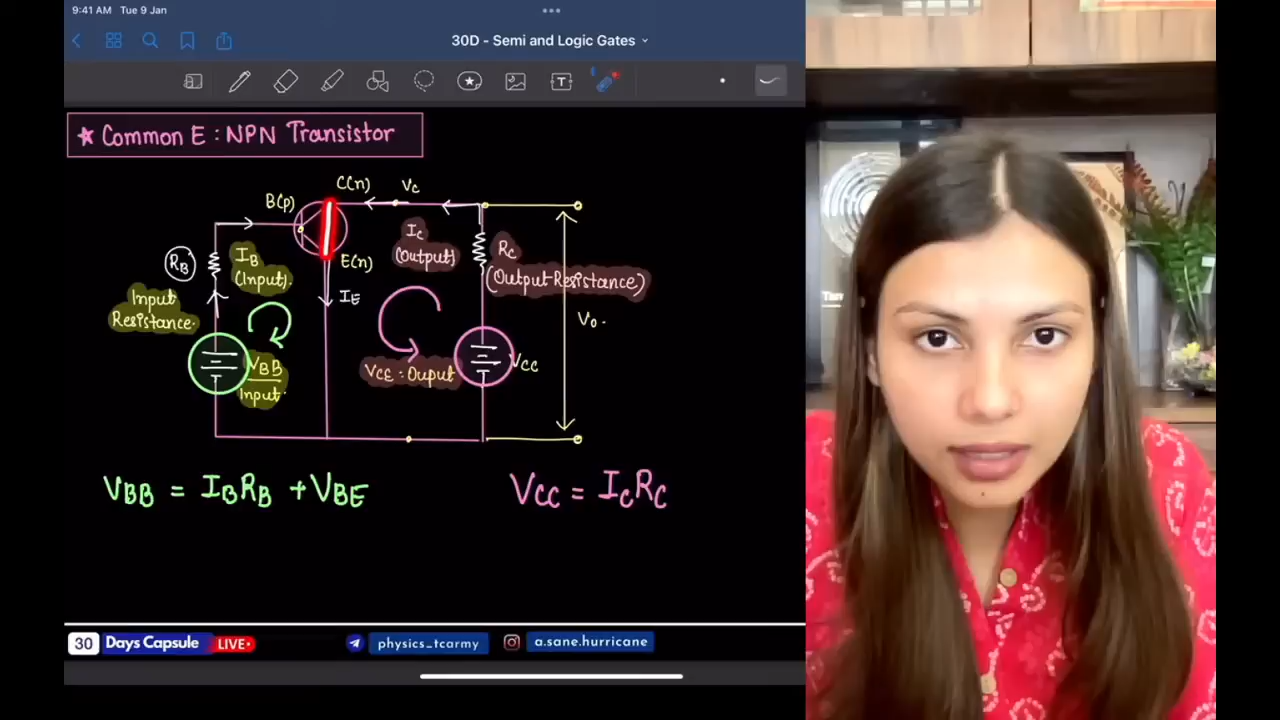 9:41 AM Tue 9 Jan
30D - Semi and Logic Gates
★ Common E : NPN Transistor
C(n)
Vc
B(p)
RB
IB
(Input).
E(n)
IE
Ic
(Output)
Rc
(Output Resistance)
Input
Resistance.
Vo.
VBB
Input.
VCE = Ouput
VCC
VBB = IBRB + VBE
VCC = ICRC
30 Days Capsule LIVE
physics_tcarmy
a.sane.hurricane